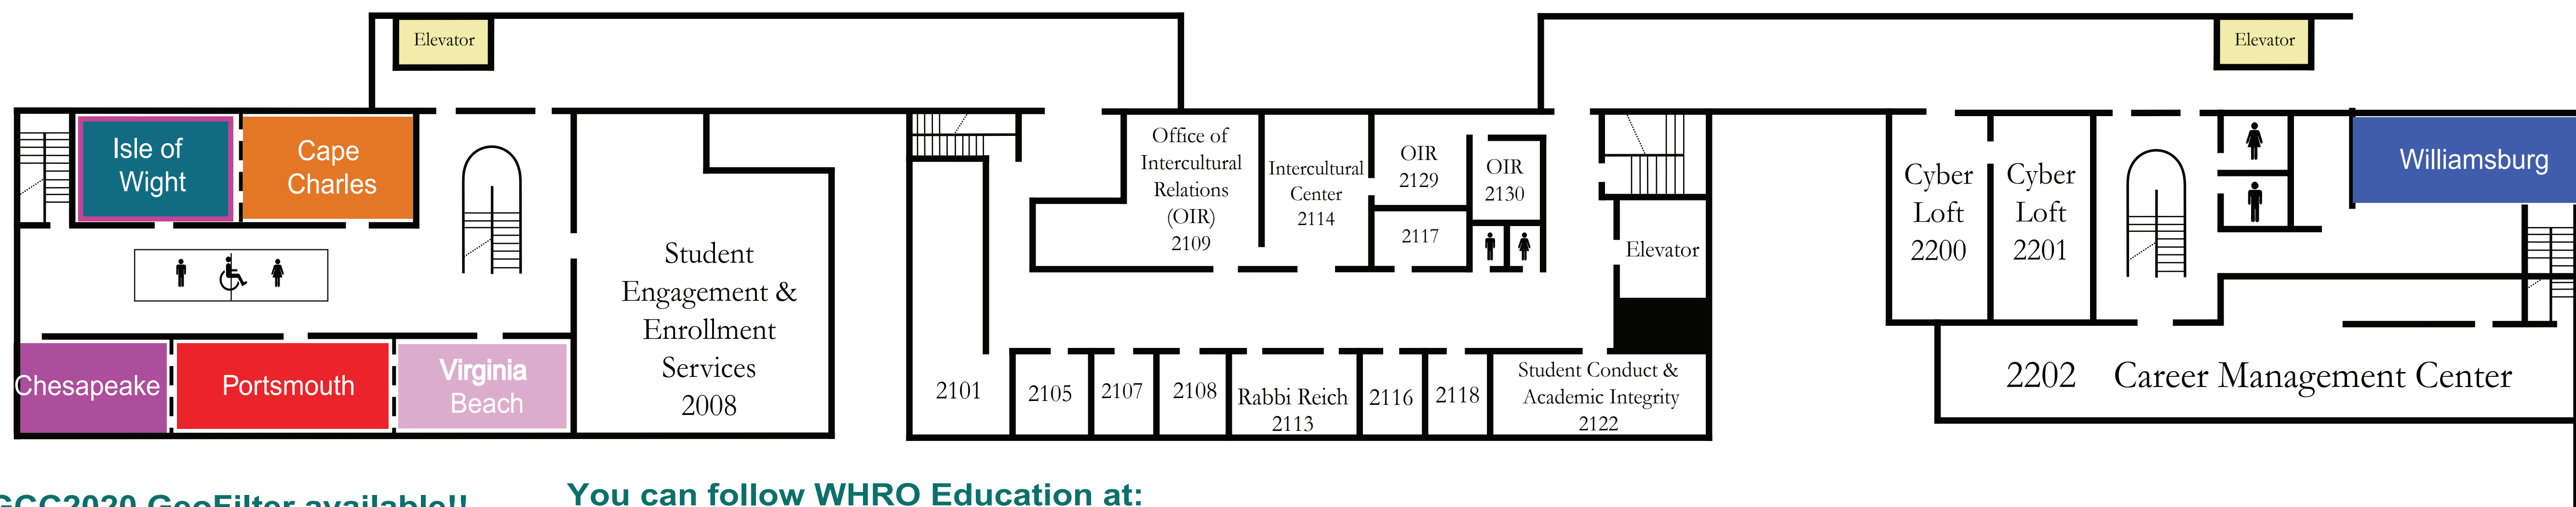 Elevator
Elevator
Isle of
Wight
Cape
Charles
Office of
Intercultural
Relations
(OIR)
2109
Intercultural
Center
2114
OIR
2129
OIR
2130
2117
Elevator
Cyber
Loft
2200
Cyber
Loft
2201
Williamsburg
Student
Engagement &
Enrollment
Services
2008
Chesapeake
Portsmouth
Virginia
Beach
2101
2105
2107
2108
Rabbi Reich
2113
2116
2118
Student Conduct &
Academic Integrity
2122
2202 Career Management Center
GCC2020 GeoFilter available!!
You can follow WHRO Education at: